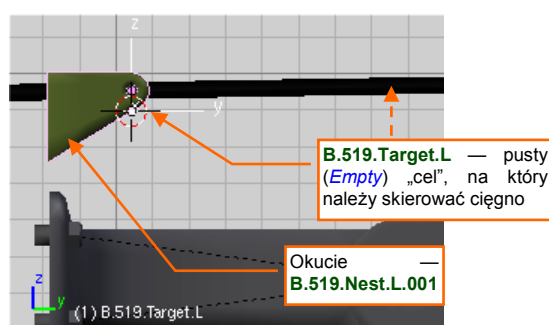 z
y
B.519.Target.L — pusty
(Empty) „cel”, na który
należy skierować cięgno
Okucie —
B.519.Nest.L.001
z
y
(1) B.519.Target.L